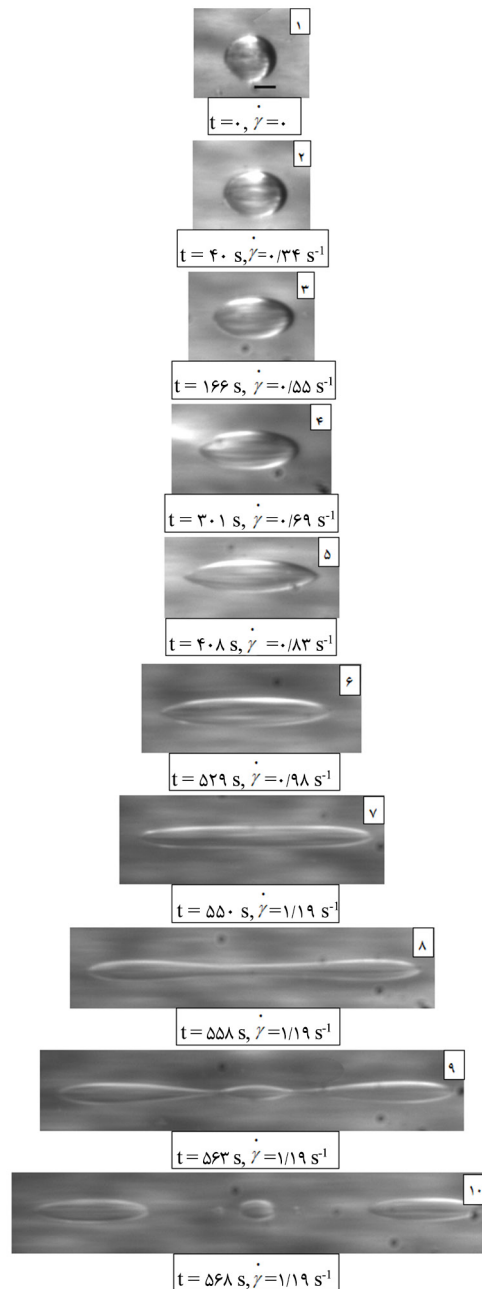 ۱
t =۰, γ̇ =۰
۲
t = ۴۰ s, γ̇=۰/۳۴ s-1
۳
t = ۱۶۶ s, γ̇ =۰/۵۵ s-1
۴
t = ۳۰۱ s, γ̇ =۰/۶۹ s-1
۵
t = ۴۰۸ s, γ̇ =۰/۸۳ s-1
۶
t = ۵۲۹ s, γ̇ =۰/۹۸ s-1
۷
t = ۵۵۰ s, γ̇ =۱/۱۹ s-1
۸
t = ۵۵۸ s, γ̇ =۱/۱۹ s-1
۹
t = ۵۶۳ s, γ̇ =۱/۱۹ s-1
۱۰
t = ۵۶۸ s, γ̇ =۱/۱۹ s-1